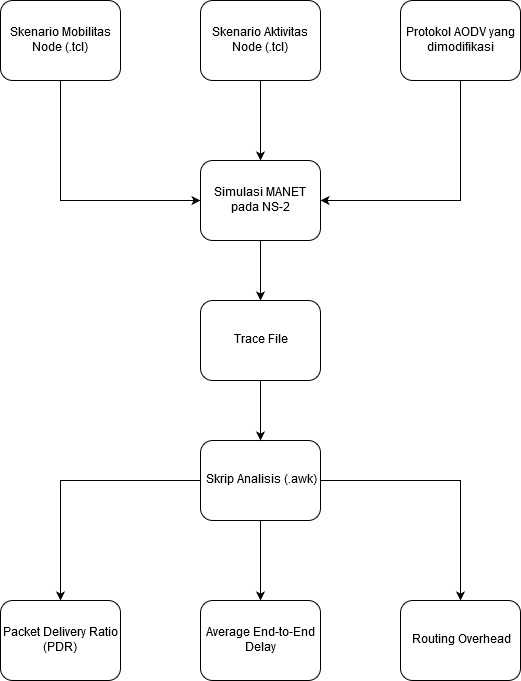 Skenario Mobilitas
Node (.tcl)
Skenario Aktivitas
Node (.tcl)
Protokol AODV yang
dimodifikasi
Simulasi MANET
pada NS-2
Trace File
Skrip Analisis (.awk)
Packet Delivery Ratio
(PDR)
Average End-to-End
Delay
Routing Overhead